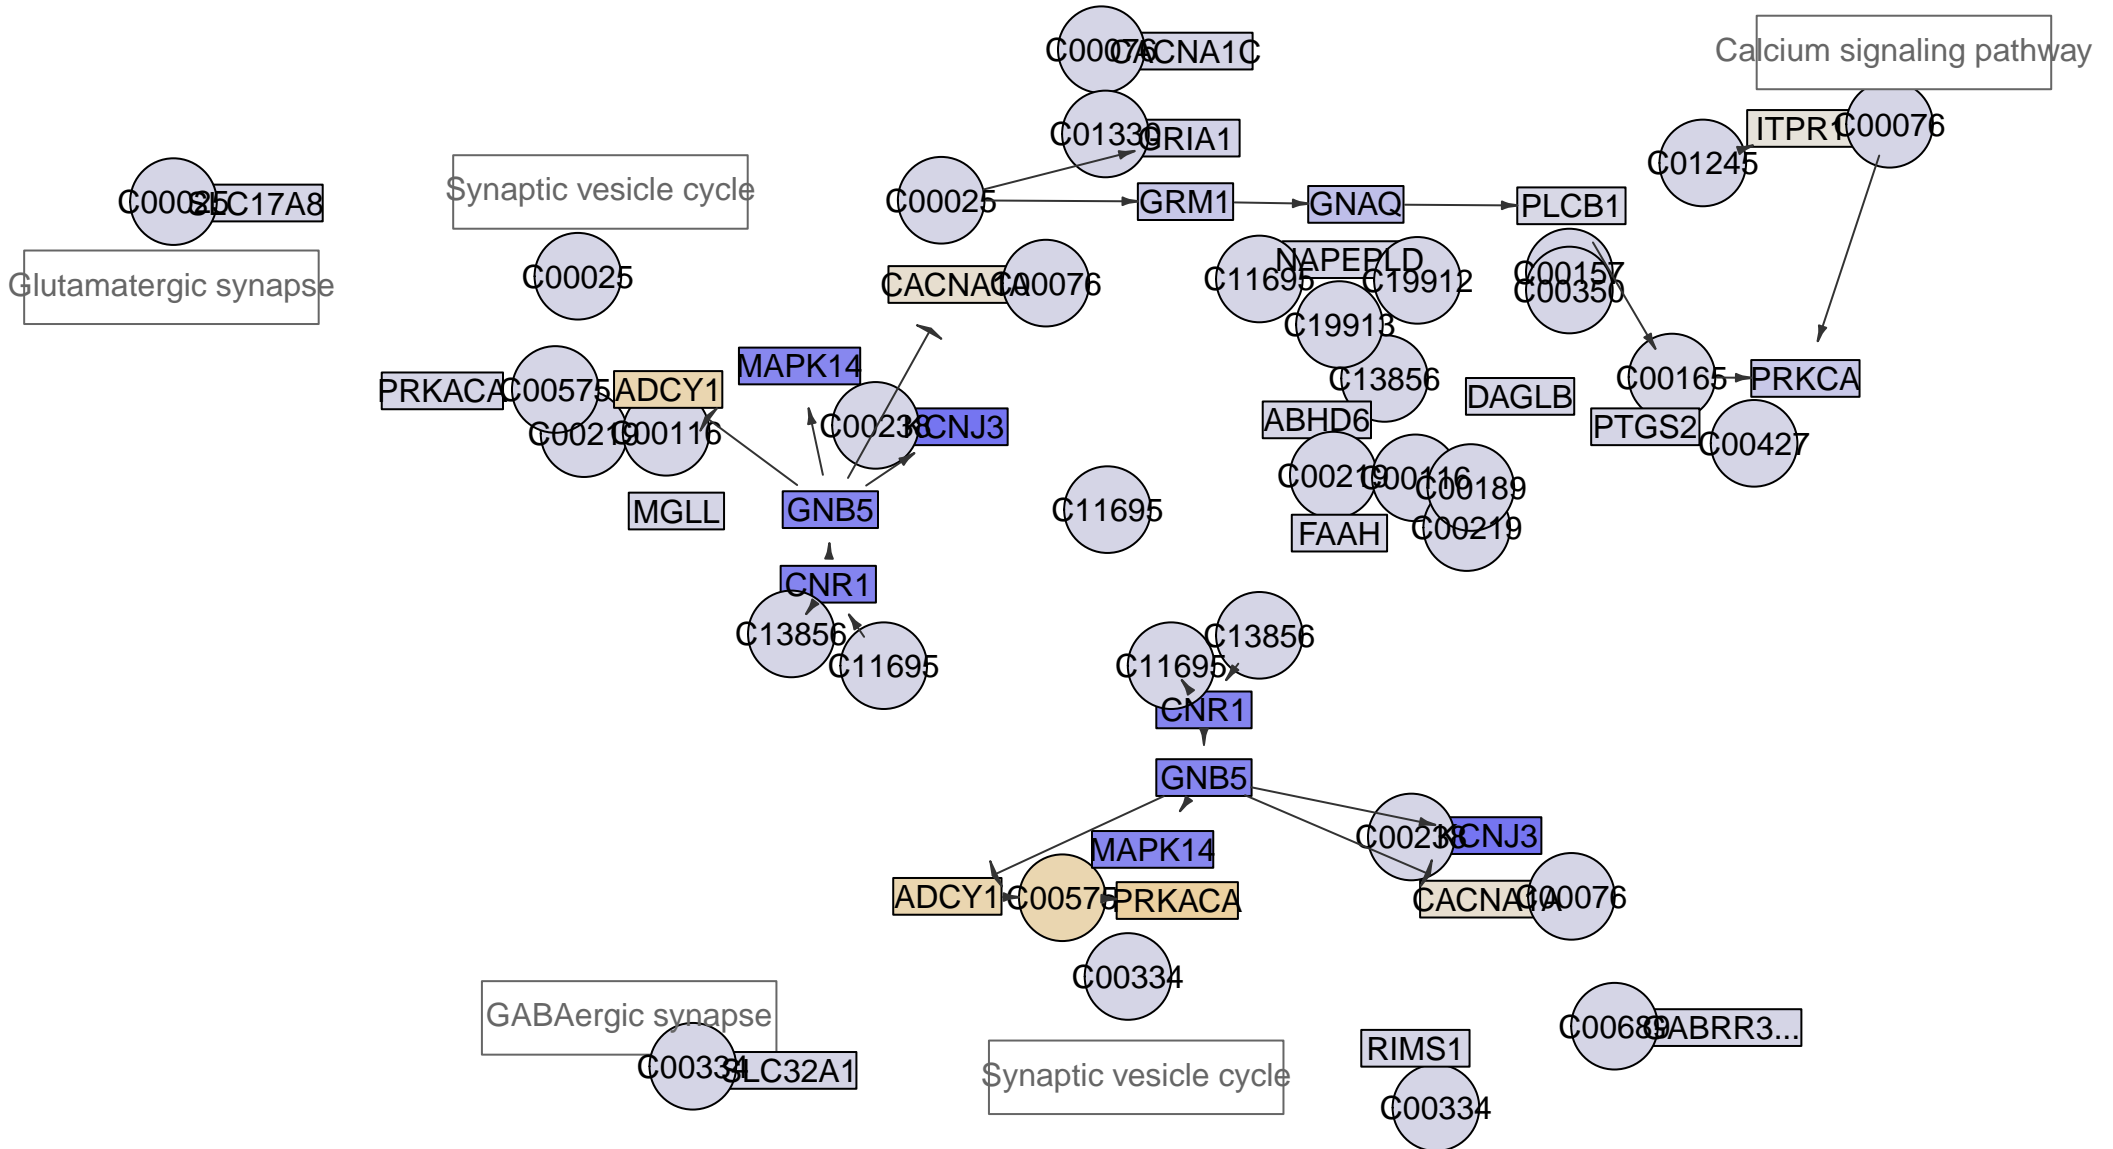 C00076
CACNA1C
Calcium signaling pathway
C01330
GRIA1
ITPR1
C00076
C01245
C00025
SLC17A8
Synaptic vesicle cycle
C00025
GRM1
GNAQ
PLCB1
Glutamatergic synapse
C00025
CACNA1A
C00076
C11695
NAPEPLD
C19912
C00157
C00350
C19913
MAPK14
PRKACA
C00575
ADCY1
C13856
DAGLB
C00165
PRKCA
C00219
C00116
C00238
KCNJ3
ABHD6
PTGS2
C00427
MGLL
GNB5
C11695
C00219
C00116
C00189
FAAH
C00219
CNR1
C13856
C11695
C11695
C13856
CNR1
GNB5
MAPK14
C00238
KCNJ3
ADCY1
C00575
PRKACA
CACNA1A
C00076
C00334
GABAergic synapse
C00334
SLC32A1
Synaptic vesicle cycle
RIMS1
C00334
C00689
GABRR3...